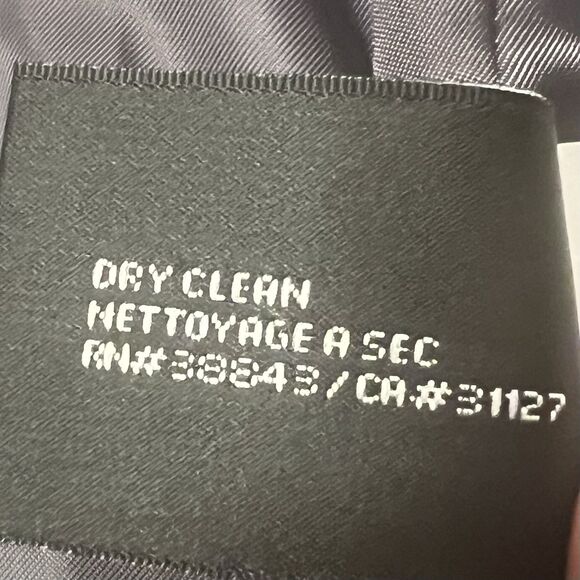 DRY CLEAN
NETTOYAGE A SEC
RN#38843/CA.#31127